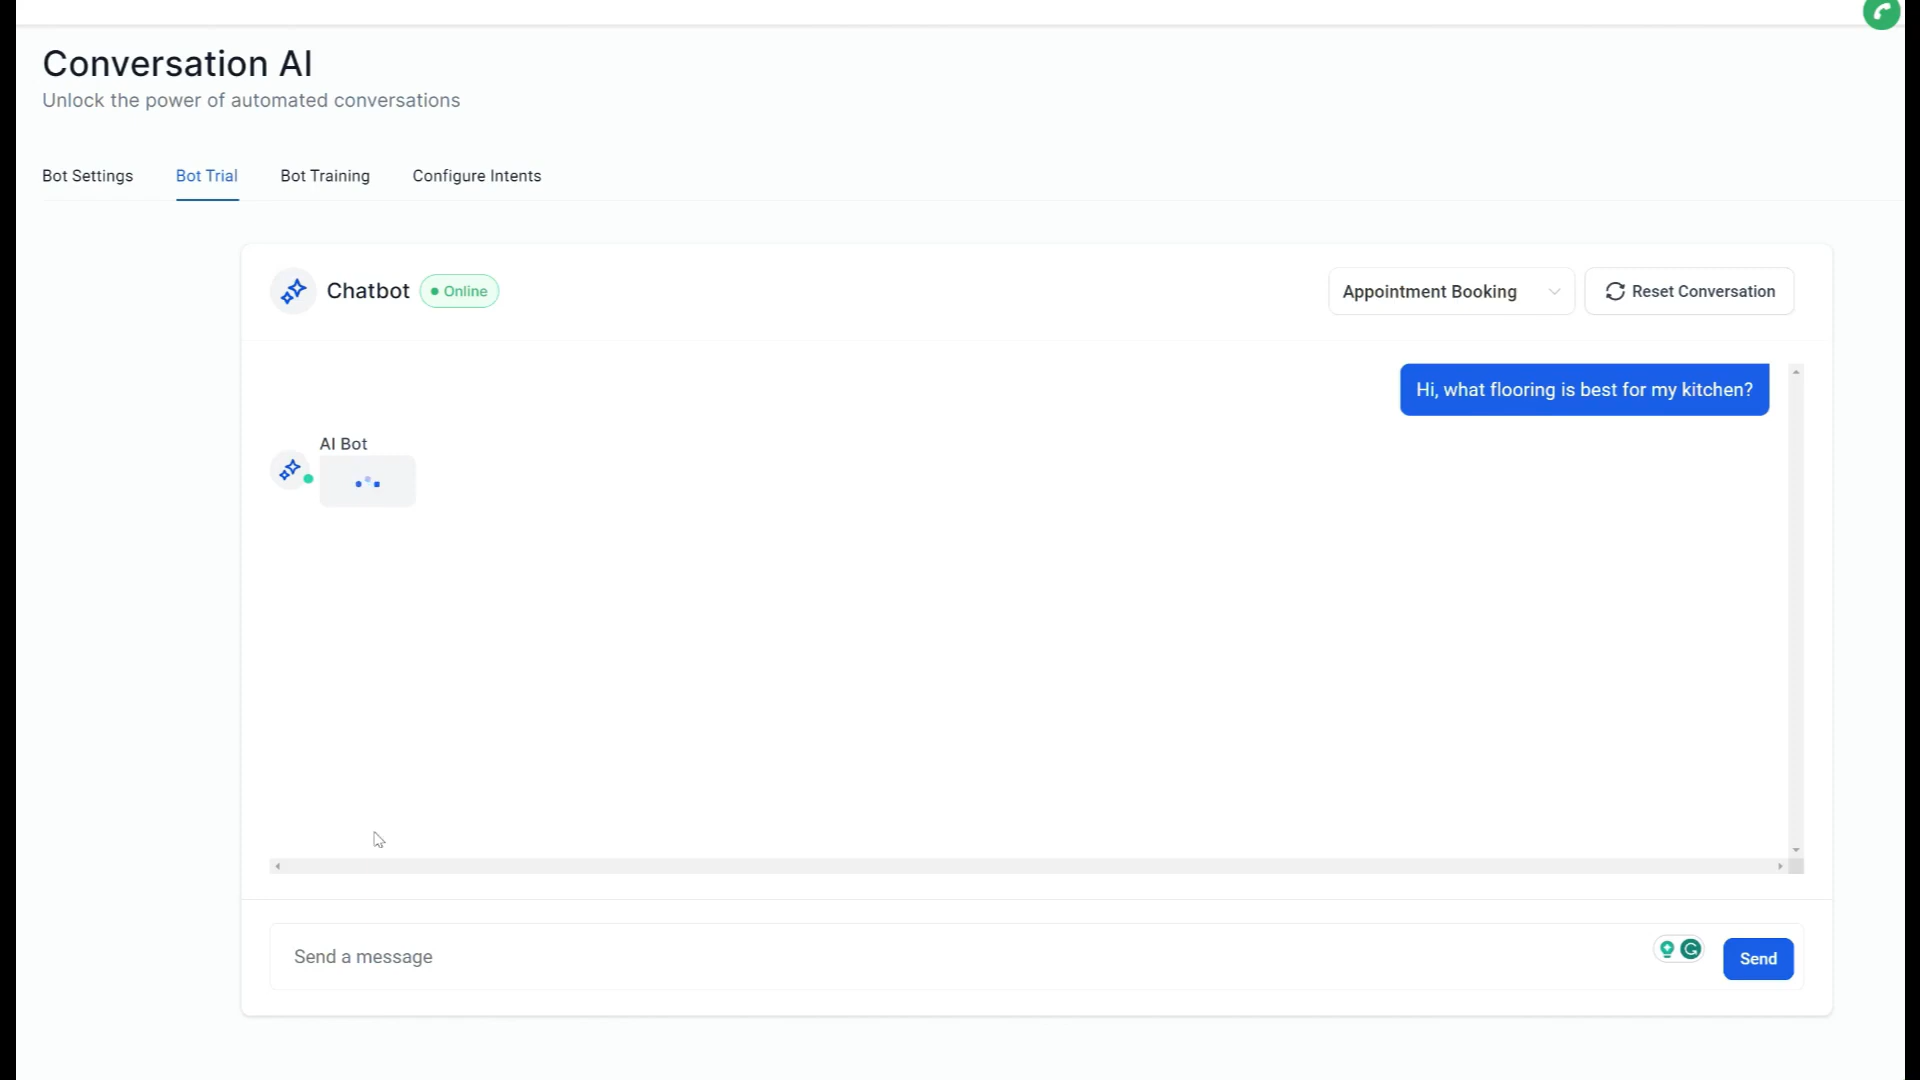 Conversation AI
Unlock the power of automated conversations
Bot Settings
Bot Trial
Bot Training
Configure Intents
Chatbot
Online
Appointment Booking
Reset Conversation
Hi, what flooring is best for my kitchen?
AI Bot
Send a message
Send